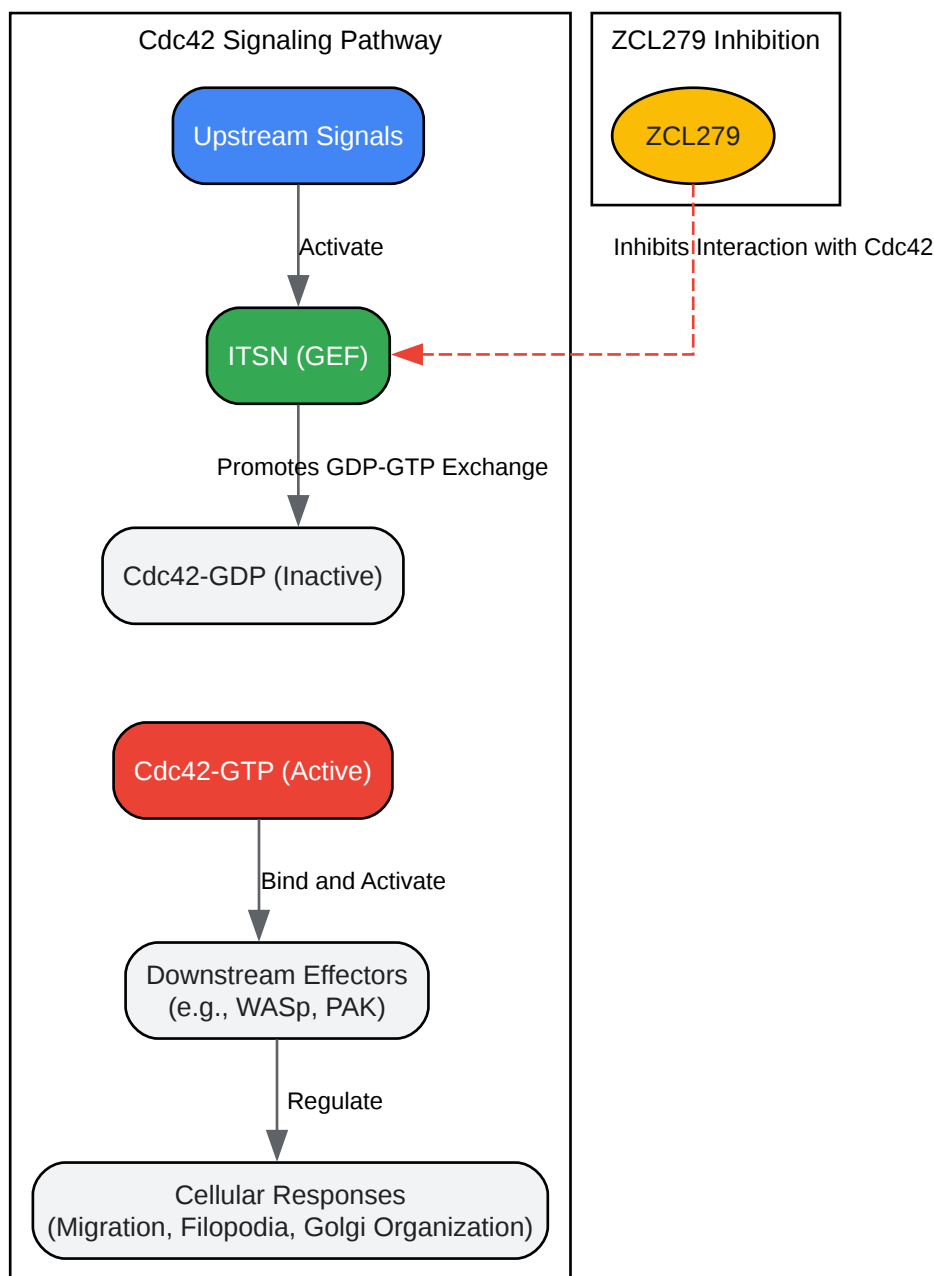 Cdc42 Signaling Pathway
ZCL279 Inhibition
Upstream Signals
ZCL279
Activate
Inhibits Interaction with Cdc42
ITSN (GEF)
Promotes GDP-GTP Exchange
Cdc42-GDP (Inactive)
Cdc42-GTP (Active)
Bind and Activate
Downstream Effectors
(e.g., WASp, PAK)
Regulate
Cellular Responses
(Migration, Filopodia, Golgi Organization)